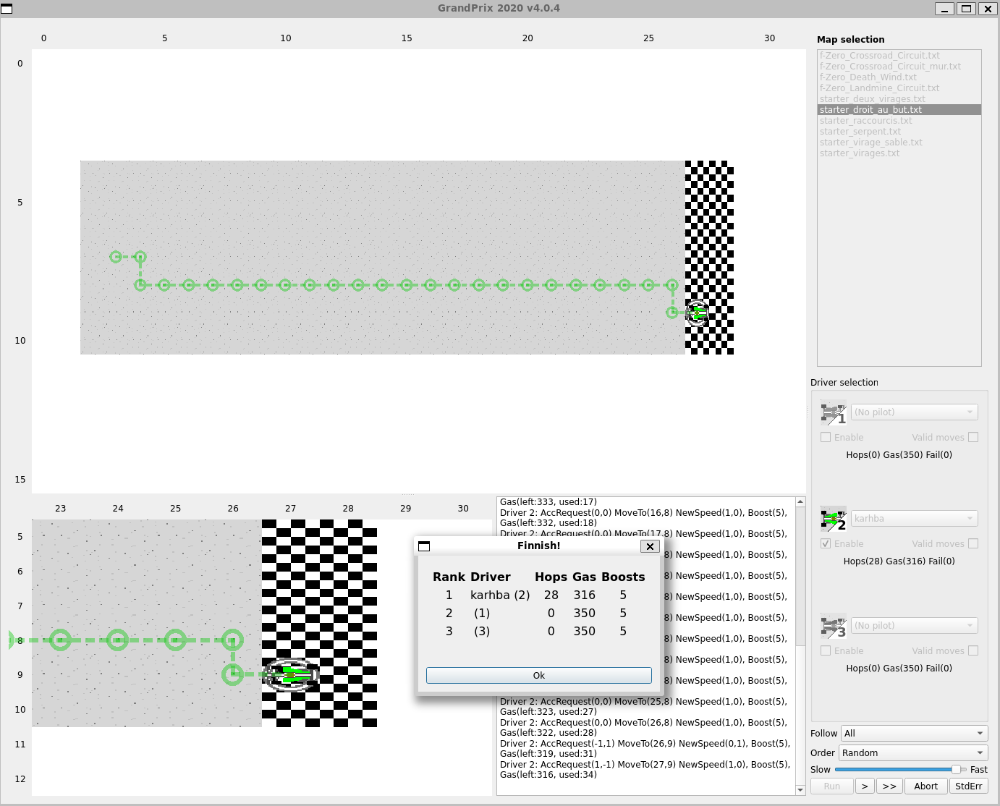 GrandPrix 2020 v4.0.4
0 5 10 15 20 25 30
0
5
10
15
Map selection
f-Zero_Crossroad_Circuit.txt
f-Zero_Crossroad_Circuit_mur.txt
f-Zero_Death_Wind.txt
f-Zero_Landmine_Circuit.txt
starter_deux_virages.txt
starter_droit_au_but.txt
starter_raccourcis.txt
starter_serpent.txt
starter_virage_sable.txt
starter_virages.txt
Driver selection
1 (No pilot)
Enable Valid moves
Hops(0) Gas(350) Fail(0)
2 karhba
Enable Valid moves
Hops(28) Gas(316) Fail(0)
3 (No pilot)
Enable Valid moves
Hops(0) Gas(350) Fail(0)
Follow All
Order Random
Slow Fast
Run > >> Abort StdErr
23 24 25 26 27 28 29 30
5
6
7
8
9
10
11
12
Gas(left:333, used:17)
Driver 2: AccRequest(0,0) MoveTo(16,8) NewSpeed(1,0), Boost(5),
Gas(left:332, used:18)
Driver 2: AccRequest(0,0) MoveTo(17,8) NewSpeed(1,0), Boost(5),
8) NewSpeed(1,0), Boost(5),
8) NewSpeed(1,0), Boost(5),
8) NewSpeed(1,0), Boost(5),
8) NewSpeed(1,0), Boost(5),
8) NewSpeed(1,0), Boost(5),
8) NewSpeed(1,0), Boost(5),
8) NewSpeed(1,0), Boost(5),
Driver 2: AccRequest(0,0) MoveTo(25,8) NewSpeed(1,0), Boost(5),
Gas(left:323, used:27)
Driver 2: AccRequest(0,0) MoveTo(26,8) NewSpeed(1,0), Boost(5),
Gas(left:322, used:28)
Driver 2: AccRequest(-1,1) MoveTo(26,9) NewSpeed(0,1), Boost(5),
Gas(left:319, used:31)
Driver 2: AccRequest(1,-1) MoveTo(27,9) NewSpeed(1,0), Boost(5),
Gas(left:316, used:34)
Finnish!
Rank Driver Hops Gas Boosts
1 karhba (2) 28 316 5
2 (1) 0 350 5
3 (3) 0 350 5
Ok